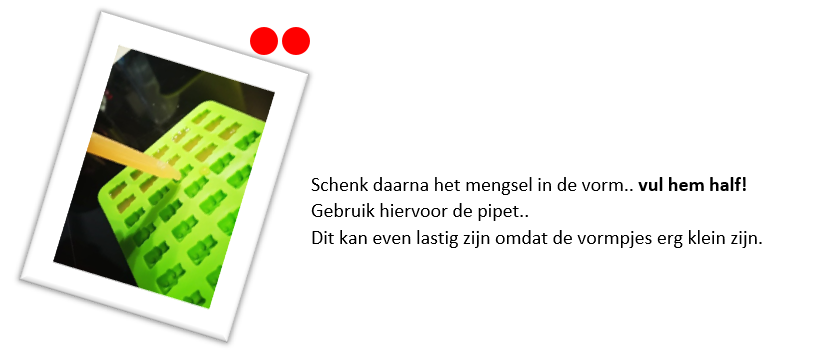 Schenk daarna het mengsel in de vorm.. vul hem half!
Gebruik hiervoor de pipet..
Dit kan even lastig zijn omdat de vormpjes erg klein zijn.